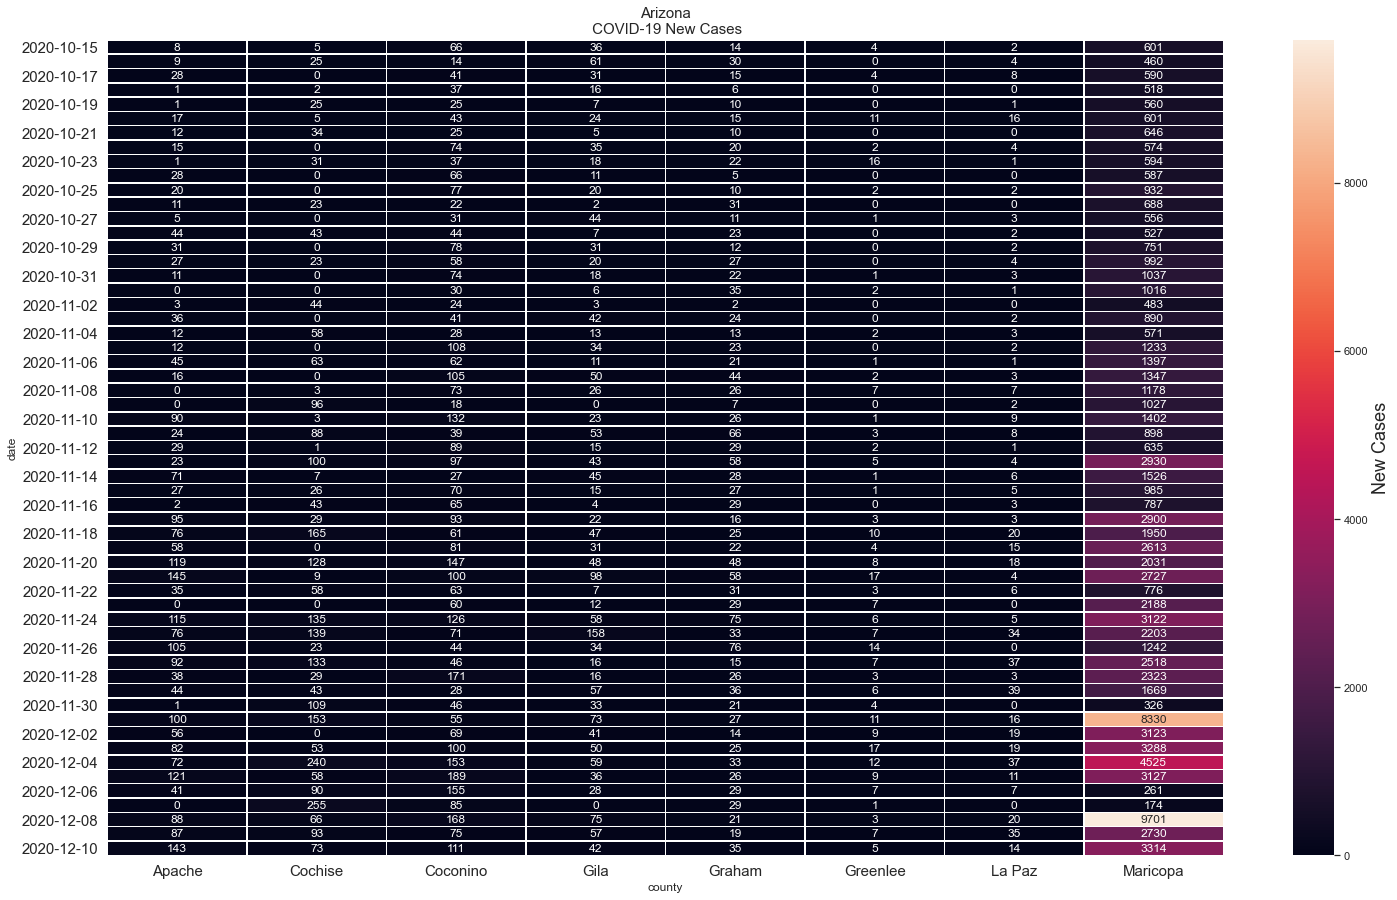 Arizona
COVID-19 New Cases
2020-10-15 8 5 66 36 14 4 2 601
9 25 14 61 30 0 4 460
2020-10-17 28 0 41 31 15 4 8 590
1 2 37 16 6 0 0 518
2020-10-19 1 25 25 7 10 0 1 560
17 5 43 24 15 11 16 601
2020-10-21 12 34 25 5 10 0 0 646
15 0 74 35 20 2 4 574
2020-10-23 1 31 37 18 22 16 1 594
28 0 66 11 5 0 0 587
2020-10-25 20 0 77 20 10 2 2 932
11 23 22 2 31 0 0 688
2020-10-27 5 0 31 44 11 1 3 556
44 43 44 7 23 0 2 527
2020-10-29 31 0 78 31 12 0 2 751
27 23 58 20 27 0 4 992
2020-10-31 11 0 74 18 22 1 3 1037
0 0 30 6 35 2 1 1016
2020-11-02 3 44 24 3 2 0 0 483
36 0 41 42 24 0 2 890
2020-11-04 12 58 28 13 13 2 3 571
12 0 108 34 23 0 2 1233
2020-11-06 45 63 62 11 21 1 1 1397
16 0 105 50 44 2 3 1347
2020-11-08 0 3 73 26 26 7 7 1178
0 96 18 0 7 0 2 1027
2020-11-10 90 3 132 23 26 1 9 1402
24 88 39 53 66 3 8 898
2020-11-12 29 1 89 15 29 2 1 635
23 100 97 43 58 5 4 2930
2020-11-14 71 7 27 45 28 1 6 1526
27 26 70 15 27 1 5 985
2020-11-16 2 43 65 4 29 0 3 787
95 29 93 22 16 3 3 2900
2020-11-18 76 165 61 47 25 10 20 1950
58 0 81 31 22 4 15 2613
2020-11-20 119 128 147 48 48 8 18 2031
145 9 100 98 58 17 4 2727
2020-11-22 35 58 63 7 31 3 6 776
0 0 60 12 29 7 0 2188
2020-11-24 115 135 126 58 75 6 5 3122
76 139 71 158 33 7 34 2203
2020-11-26 105 23 44 34 76 14 0 1242
92 133 46 16 15 7 37 2518
2020-11-28 38 29 171 16 26 3 3 2323
44 43 28 57 36 6 39 1669
2020-11-30 1 109 46 33 21 4 0 326
100 153 55 73 27 11 16 8330
2020-12-02 56 0 69 41 14 9 19 3123
82 53 100 50 25 17 19 3288
2020-12-04 72 240 153 59 33 12 37 4525
121 58 189 36 26 9 11 3127
2020-12-06 41 90 155 28 29 7 7 261
0 255 85 0 29 1 0 174
2020-12-08 88 66 168 75 21 3 20 9701
87 93 75 57 19 7 35 2730
2020-12-10 143 73 111 42 35 5 14 3314
Apache Cochise Coconino Gila Graham Greenlee La Paz Maricopa
county
date
8000
6000
4000
2000
0
New Cases